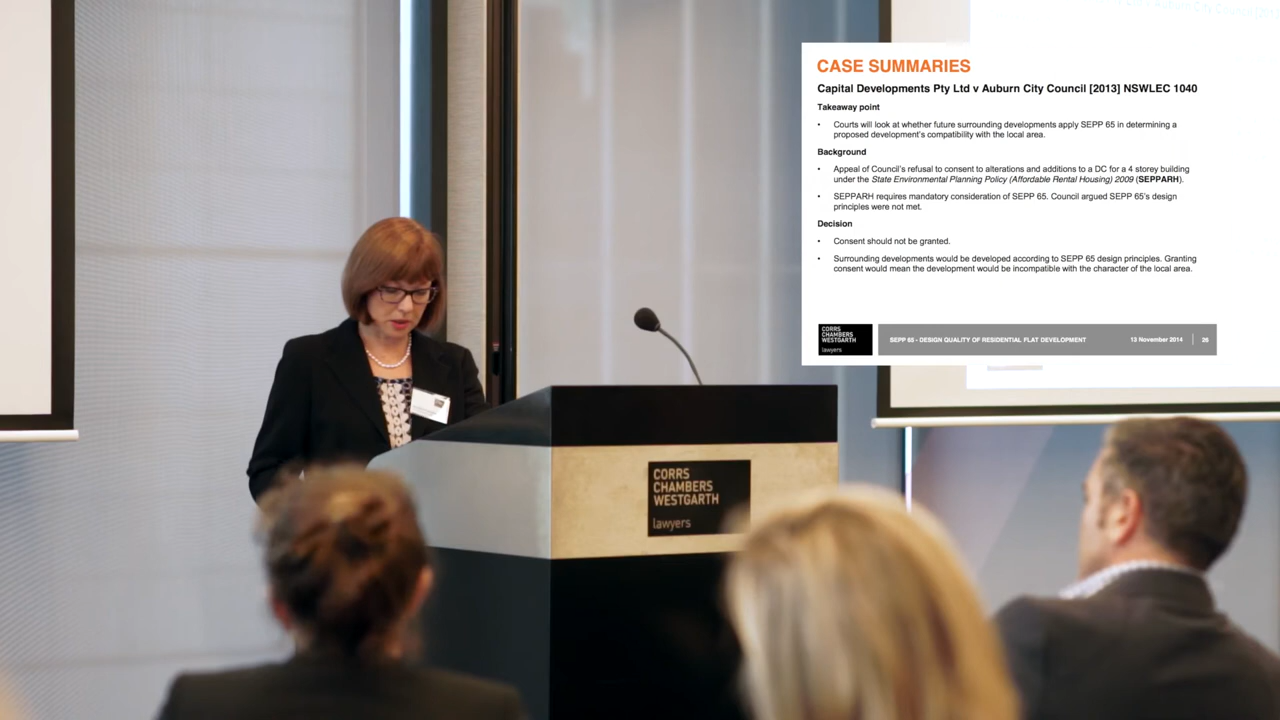 CASE SUMMARIES
Capital Developments Pty Ltd v Auburn City Council [2013] NSWLEC 1040
Takeaway point
• Courts will look at whether future surrounding developments apply SEPP 65 in determining a
proposed development's compatibility with the local area.
Background
• Appeal of Council's refusal to consent to alterations and additions to a DC for a 4 storey building
under the State Environmental Planning Policy (Affordable Rental Housing) 2009 (SEPPARH).
• SEPPARH requires mandatory consideration of SEPP 65. Council argued SEPP 65's design
principles were not met.
Decision
• Consent should not be granted.
• Surrounding developments would be developed according to SEPP 65 design principles. Granting
consent would mean the development would be incompatible with the character of the local area.
CORRS
CHAMBERS
WESTGARTH
lawyers
SEPP 65 - DESIGN QUALITY OF RESIDENTIAL FLAT DEVELOPMENT 13 November 2014 26
CORRS
CHAMBERS
WESTGARTH
lawyers